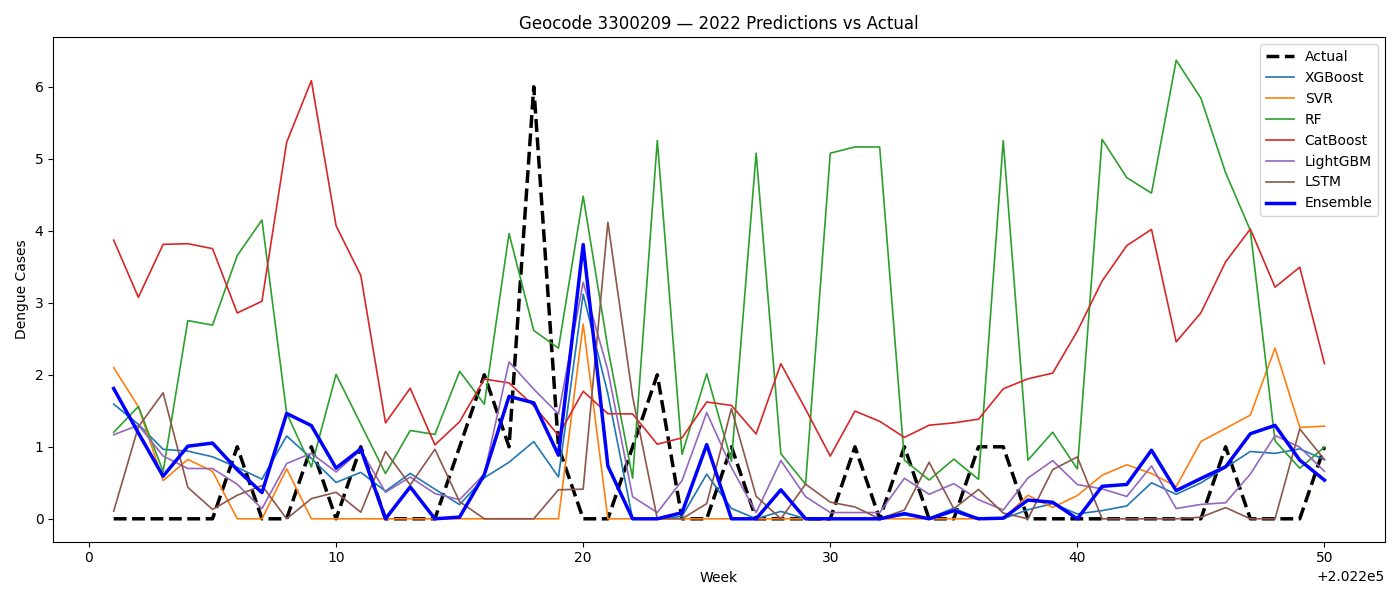 Geocode 3300209 — 2022 Predictions vs Actual
Dengue Cases
6
5
4
3
2
1
0
Actual
XGBoost
SVR
RF
CatBoost
LightGBM
LSTM
Ensemble
0 10 20 30 40 50
Week
+2.022e5